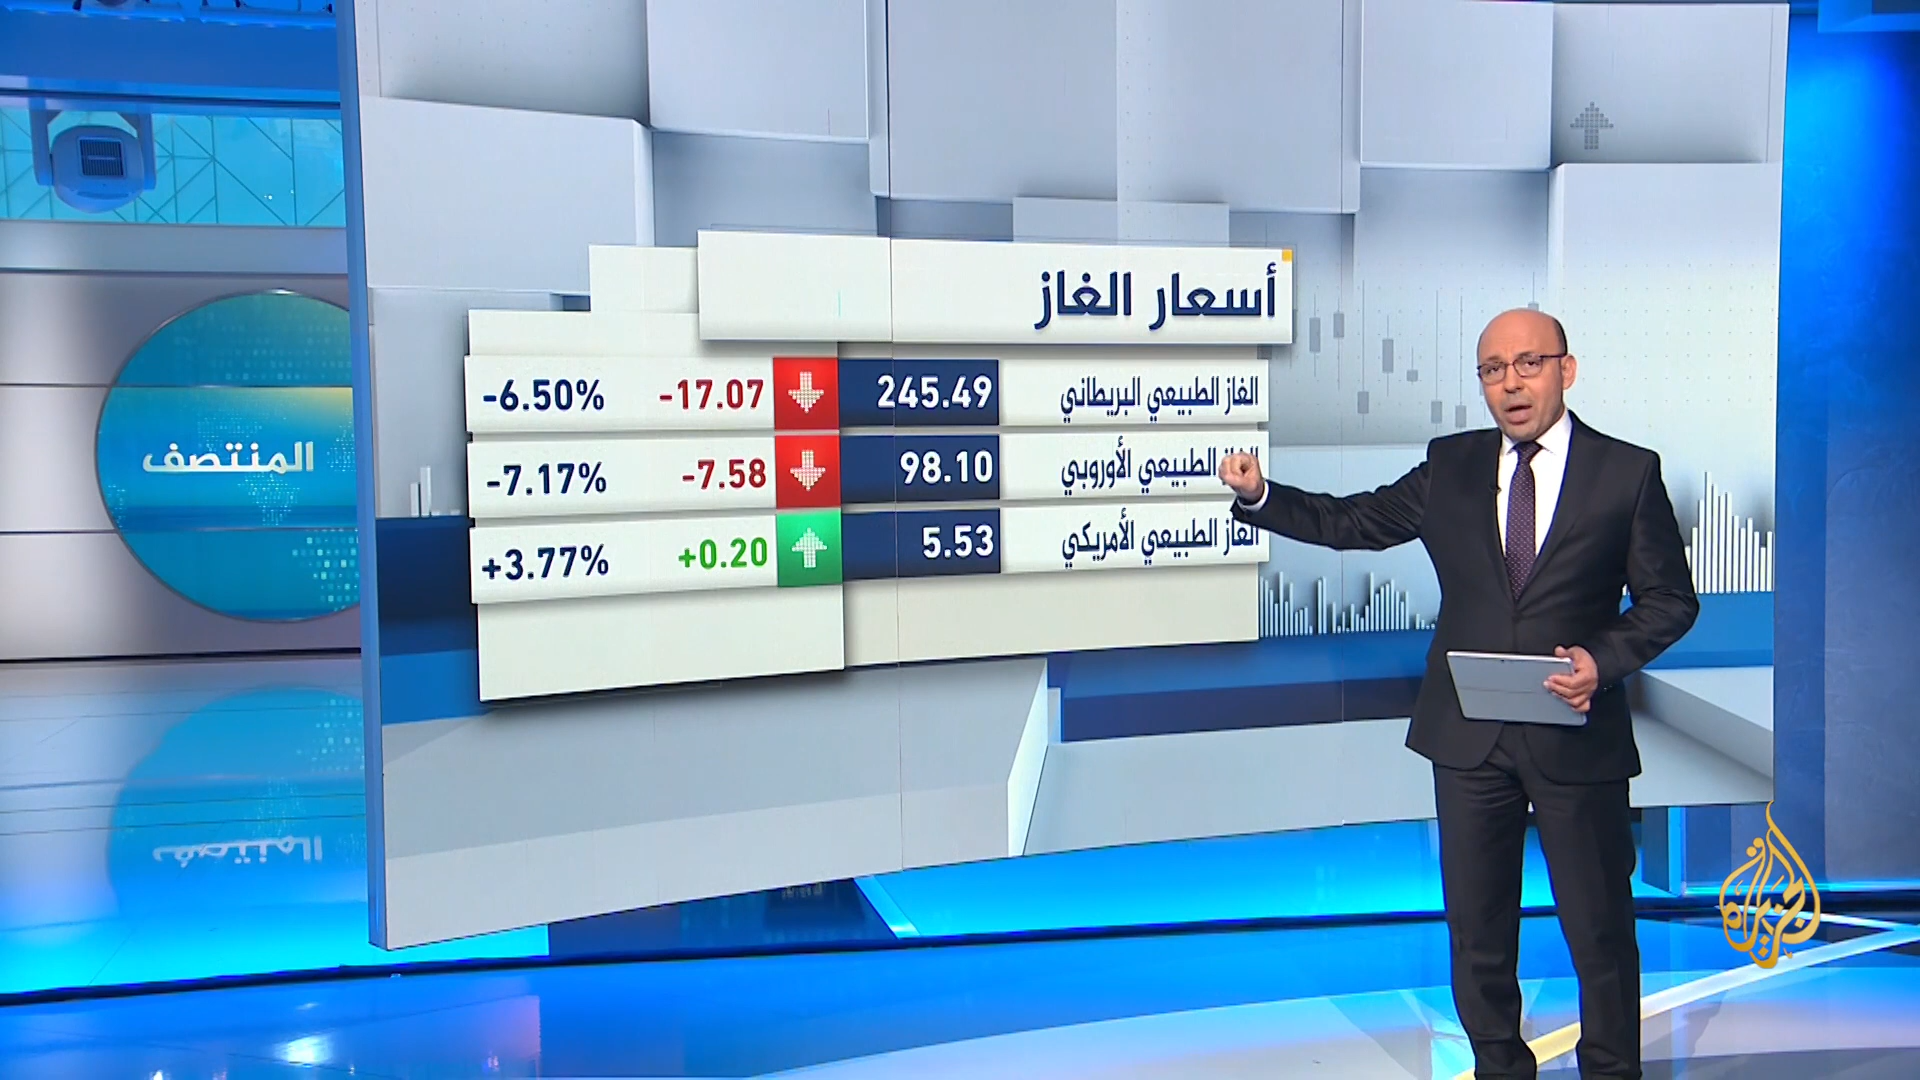 أسعار الغاز
الغاز الطبيعي البريطاني 245.49 -17.07 -6.50%
الغاز الطبيعي الأوروبي 98.10 -7.58 -7.17%
الغاز الطبيعي الأمريكي 5.53 +0.20 +3.77%
المنتصف
الجزيرة